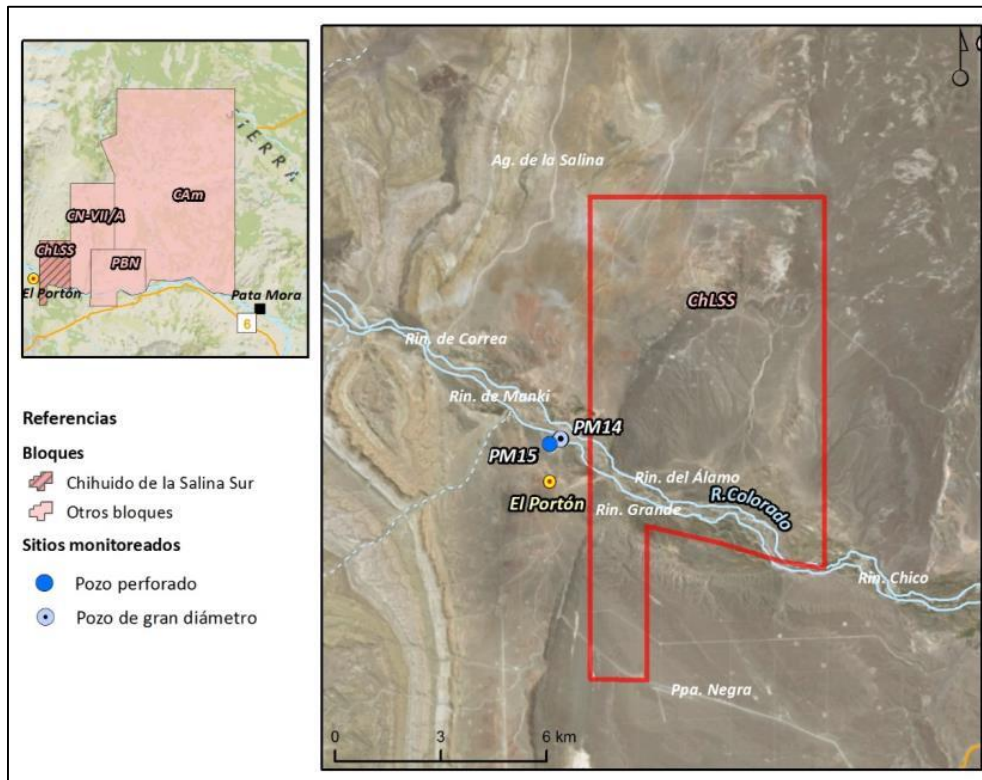 SiERRA
CAm
CN-VII/A
ChLSS
PBN
El Portón
Pata Mora
6
Referencias
Bloques
Chihuido de la Salina Sur
Otros bloques
Sitios monitoreados
Pozo perforado
Pozo de gran diámetro
Ag. de la Salina
ChLSS
Rin. de Correa
Rin. de Manki
PM14
PM15
Rin. del Álamo
R.Colorado
El Portón
Rin. Grande
Rin. Chico
Ppa. Negra
0 3 6 km